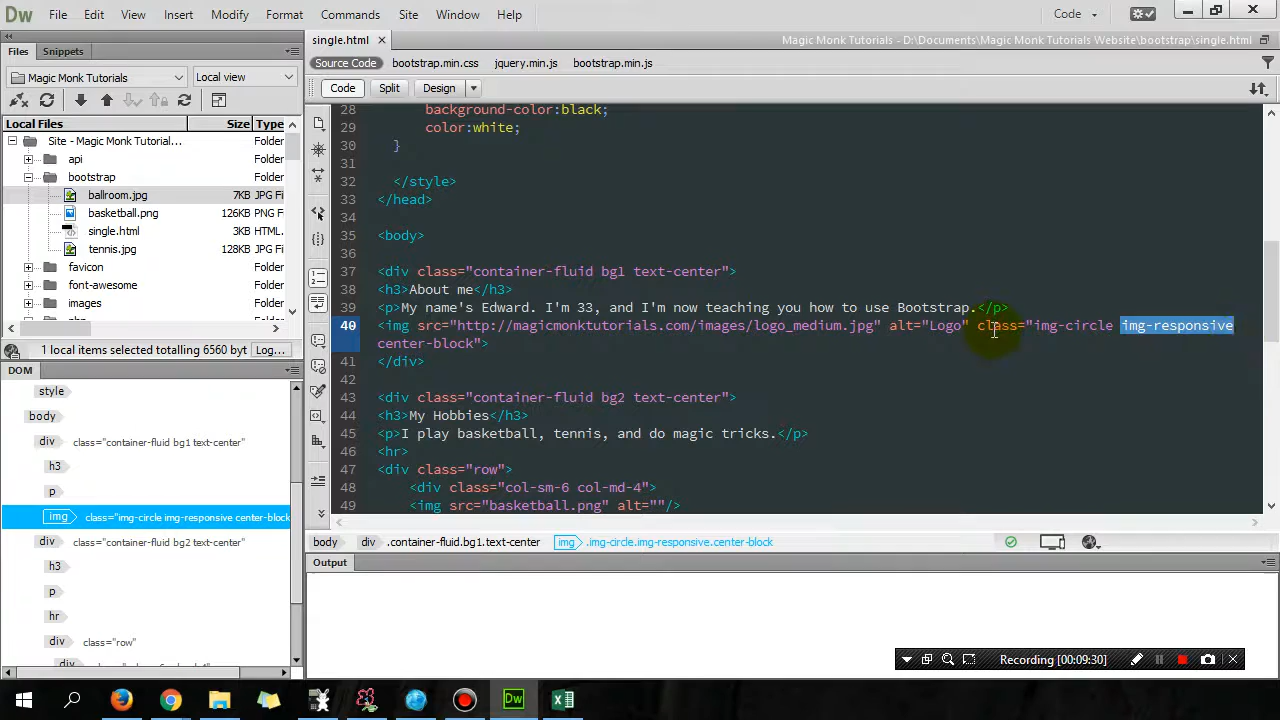 Dw File Edit View Insert Modify Format Commands Site Window Help Code
Files Snippets
single.html Magic Monk Tutorials - D:\Documents\Magic Monk Tutorials Website\bootstrap\single.html
Source Code bootstrap.min.css jquery.min.js bootstrap.min.js
Magic Monk Tutorials Local view
Code Split Design
Local Files Size Type
Site - Magic Monk Tutorial... Folder
api Folder
bootstrap Folder
ballroom.jpg 7KB JPG Fi
basketball.png 126KB PNG F
single.html 3KB HTML.
tennis.jpg 128KB JPG Fi
favicon Folder
font-awesome Folder
images Folder
1 local items selected totalling 6560 byt Log...
DOM
style
body
div class="container-fluid bg1 text-center"
h3
p
img class="img-circle img-responsive center-block
div class="container-fluid bg2 text-center"
h3
p
hr
div class="row"
28 background-color:black;
29 color:white;
30 }
31
32 </style>
33 </head>
34
35 <body>
36
37 <div class="container-fluid bg1 text-center">
38 <h3>About me</h3>
39 <p>My name's Edward. I'm 33, and I'm now teaching you how to use Bootstrap.</p>
40 <img src="http://magicmonktutorials.com/images/logo_medium.jpg" alt="Logo" class="img-circle img-responsive
center-block">
41 </div>
42
43 <div class="container-fluid bg2 text-center">
44 <h3>My Hobbies</h3>
45 <p>I play basketball, tennis, and do magic tricks.</p>
46 <hr>
47 <div class="row">
48 <div class="col-sm-6 col-md-4">
49 <img src="basketball.png" alt=""/>
body div .container-fluid.bg1.text-center img .img-circle.img-responsive.center-block
Output
Recording [00:09:30]
Dw